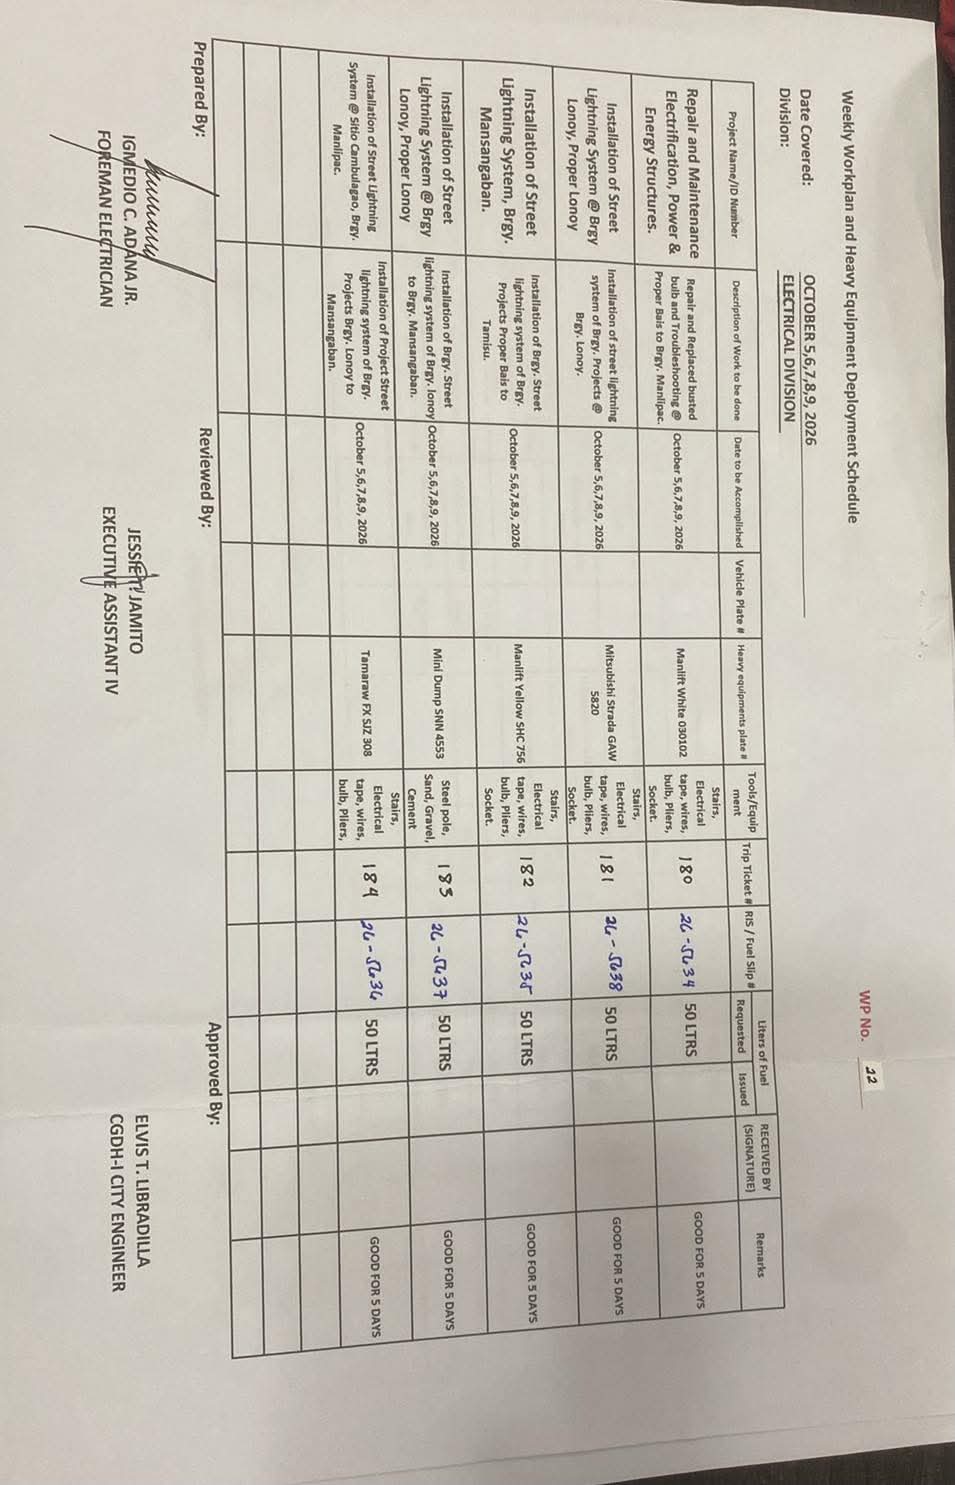 Weekly Workplan and Heavy Equipment Deployment Schedule
WP No. 22
Date Covered: OCTOBER 5,6,7,8,9, 2026
Division: ELECTRICAL DIVISION
Project Name/ID Number
Description of Work to be done
Date to be Accomplished
Vehicle Plate #
Heavy equipments plate #
Tools/Equip
ment
Trip Ticket #
RIS / Fuel Slip #
Liters of Fuel
Requested
Issued
RECEIVED BY
(SIGNATURE)
Remarks
Repair and Maintenance
Electrification, Power &
Energy Structures.
Repair and Replaced busted
bulb and Troubleshooting @
Proper Bais to Brgy. Manlipac.
October 5,6,7,8,9, 2026
Manlift White 030102
Stairs,
Electrical
tape, wires,
bulb, Pliers,
Socket.
180
26-5634
50 LTRS
GOOD FOR 5 DAYS
Installation of Street
Lightning System @ Brgy
Lonoy, Proper Lonoy
Installation of street lightning
system of Brgy. Projects @
Brgy. Lonoy.
October 5,6,7,8,9, 2026
Mitsubishi Strada GAW
5820
Stairs,
Electrical
tape, wires,
bulb, Pliers,
Socket.
181
26-5638
50 LTRS
GOOD FOR 5 DAYS
Installation of Street
Lightning System, Brgy.
Mansangaban.
Installation of Brgy. Street
lightning system of Brgy.
Projects Proper Bais to
Tamisu.
October 5,6,7,8,9, 2026
Manlift Yellow SHC 756
Stairs,
Electrical
tape, wires,
bulb, Pliers,
Socket.
182
26-5635
50 LTRS
GOOD FOR 5 DAYS
Installation of Street
Lightning System @ Brgy
Lonoy, Proper Lonoy
Installation of Brgy. Street
lightning system of Brgy. lonoy
to Brgy. Mansangaban.
October 5,6,7,8,9, 2026
Mini Dump SNN 4553
Steel pole,
Sand, Gravel,
Cement
183
26-5637
50 LTRS
GOOD FOR 5 DAYS
Installation of Street Lightning
System @ Sitio Cambulagao, Brgy.
Manlipac.
Installation of Project Street
lightning system of Brgy.
Projects Brgy. Lonoy to
Mansangaban.
October 5,6,7,8,9, 2026
Tamaraw FX SJZ 308
Stairs,
Electrical
tape, wires,
bulb, Pliers,
184
26-5636
50 LTRS
GOOD FOR 5 DAYS
Prepared By:
IGMEDIO C. ADANA JR.
FOREMAN ELECTRICIAN
Reviewed By:
JESSIE T. JAMITO
EXECUTIVE ASSISTANT IV
Approved By:
ELVIS T. LIBRADILLA
CGDH-I CITY ENGINEER